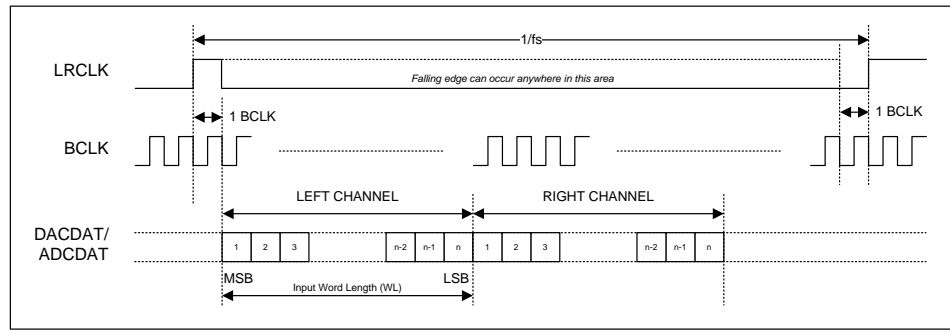 1/fs
LRCLK
Falling edge can occur anywhere in this area
1 BCLK
1 BCLK
BCLK
LEFT CHANNEL
RIGHT CHANNEL
DACDAT/
ADCDAT
1 2 3 n-2 n-1 n 1 2 3 n-2 n-1 n
MSB
LSB
Input Word Length (WL)